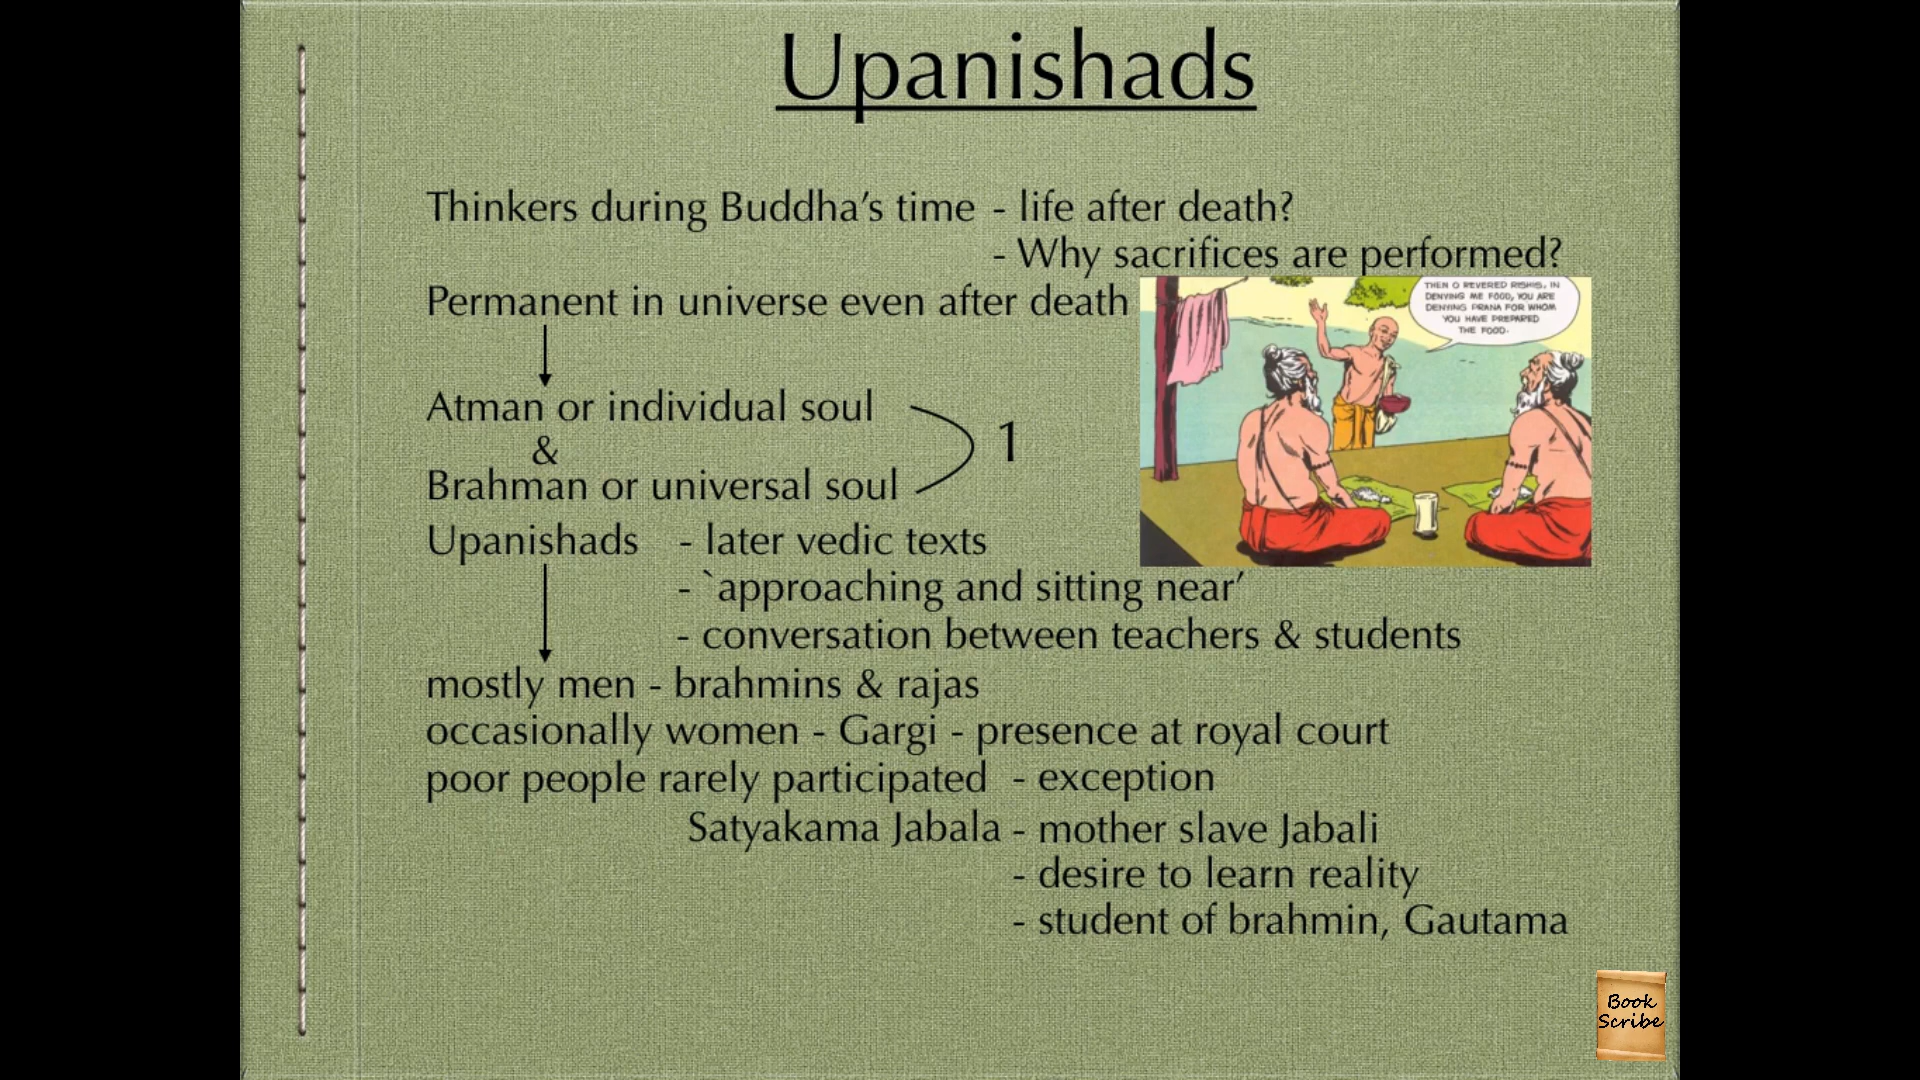 Upanishads
Thinkers during Buddha's time - life after death?
- Why sacrifices are performed?
Permanent in universe even after death
THEN O REVERED RISHIS, IN
DENYING ME FOOD, YOU ARE
DENYING PRANA FOR WHOM
YOU HAVE PREPARED
THE FOOD.
Atman or individual soul
&
1
Brahman or universal soul
Upanishads - later vedic texts
- `approaching and sitting near'
- conversation between teachers & students
mostly men - brahmins & rajas
occasionally women - Gargi - presence at royal court
poor people rarely participated - exception
Satyakama Jabala - mother slave Jabali
- desire to learn reality
- student of brahmin, Gautama
Book
Scribe